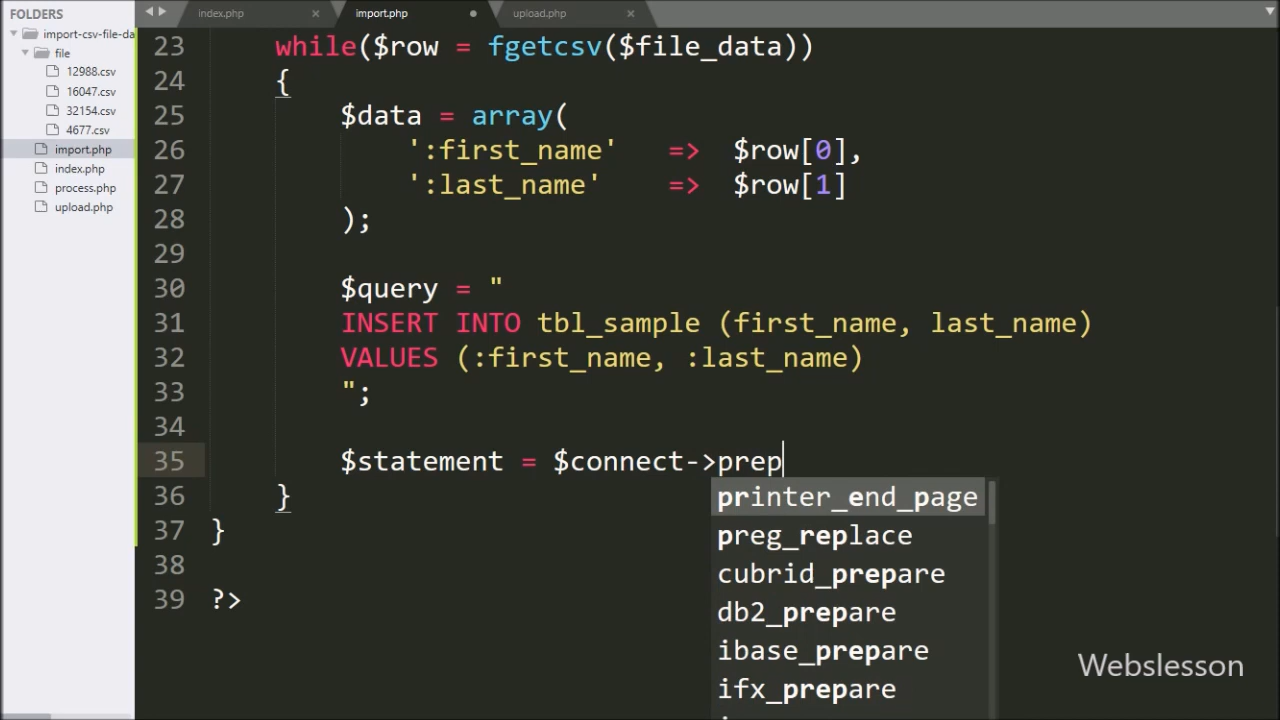 FOLDERS
import-csv-file-da
file
12988.csv
16047.csv
32154.csv
4677.csv
import.php
index.php
process.php
upload.php
index.php × import.php upload.php ×
23 while($row = fgetcsv($file_data))
24 {
25 $data = array(
26 ':first_name' => $row[0],
27 ':last_name' => $row[1]
28 );
29
30 $query = "
31 INSERT INTO tbl_sample (first_name, last_name)
32 VALUES (:first_name, :last_name)
33 ";
34
35 $statement = $connect->prep
36 }
37 }
38
39 ?>
printer_end_page
preg_replace
cubrid_prepare
db2_prepare
ibase_prepare
ifx_prepare
Webslesson